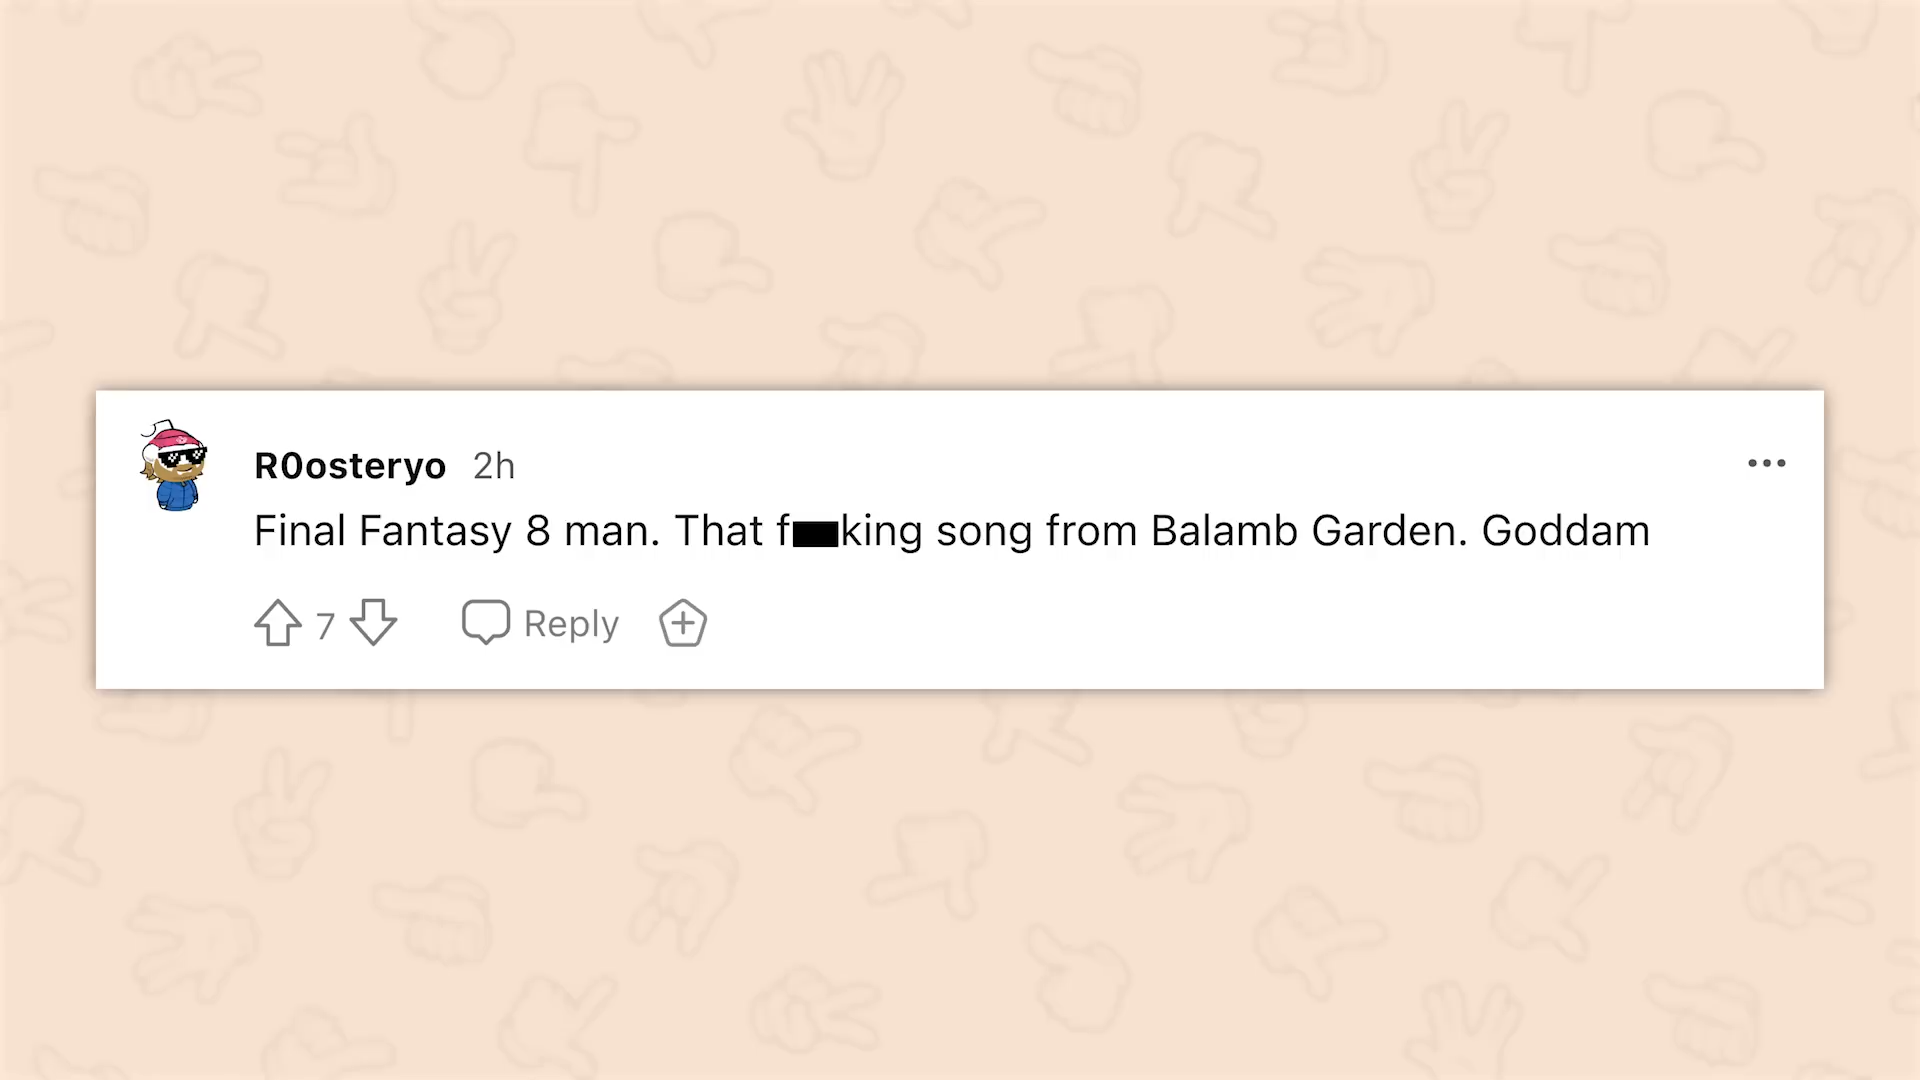 R0osteryo 2h
Final Fantasy 8 man. That f██king song from Balamb Garden. Goddam
7 Reply